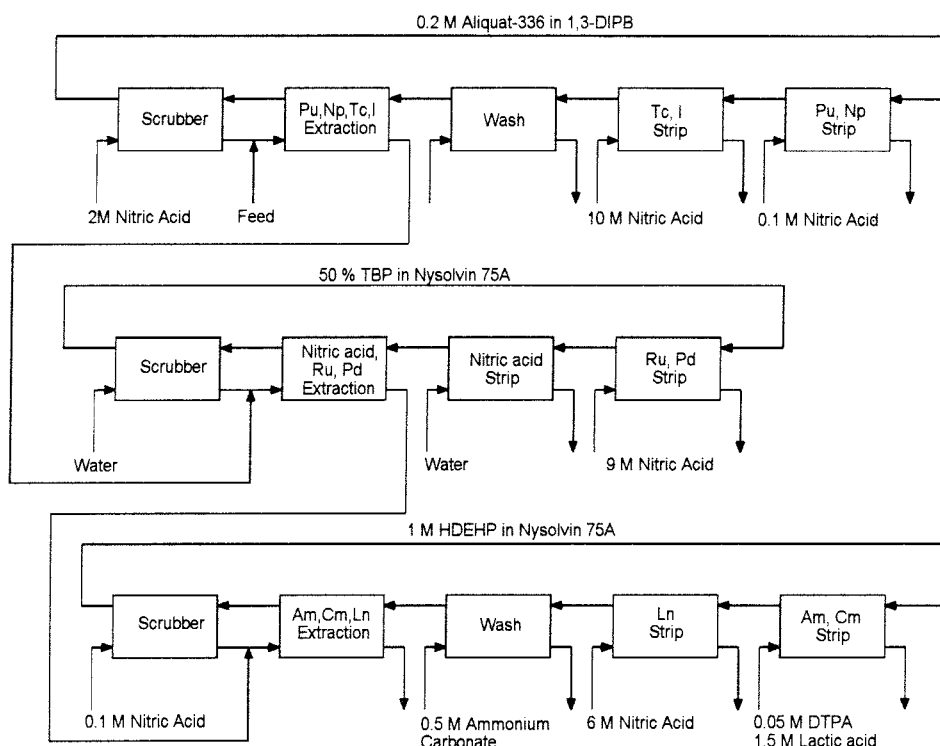 0.2 M Aliquat-336 in 1,3-DIPB
Scrubber
Pu,Np,Tc,I
Extraction
Wash
Tc, I
Strip
Pu, Np
Strip
2M Nitric Acid
Feed
10 M Nitric Acid
0.1 M Nitric Acid
50 % TBP in Nysolvin 75A
Scrubber
Nitric acid,
Ru, Pd
Extraction
Nitric acid
Strip
Ru, Pd
Strip
Water
Water
9 M Nitric Acid
1 M HDEHP in Nysolvin 75A
Scrubber
Am,Cm,Ln
Extraction
Wash
Ln
Strip
Am, Cm
Strip
0.1 M Nitric Acid
0.5 M Ammonium
Carbonate
6 M Nitric Acid
0.05 M DTPA
1.5 M Lactic acid